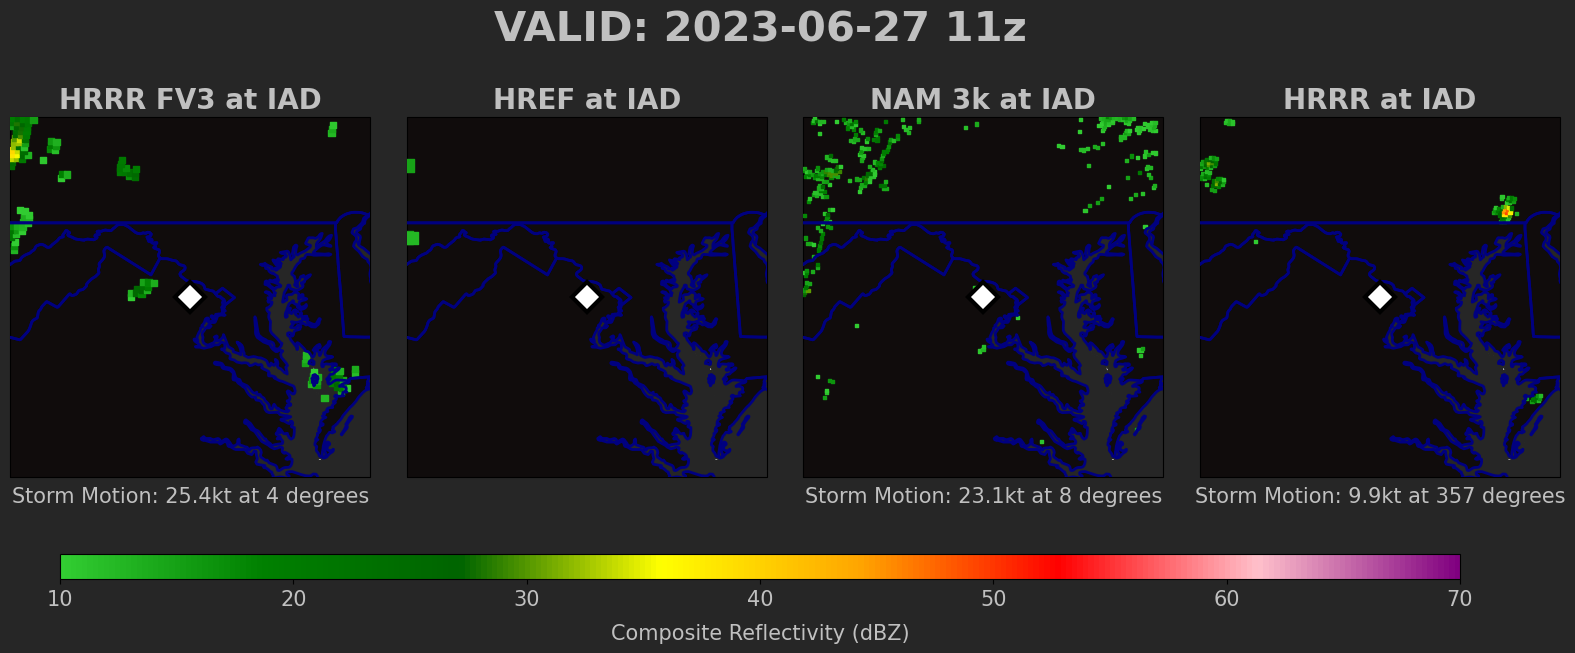 VALID: 2023-06-27 11z
HRRR FV3 at IAD
HREF at IAD
NAM 3k at IAD
HRRR at IAD
Storm Motion: 25.4kt at 4 degrees
Storm Motion: 23.1kt at 8 degrees
Storm Motion: 9.9kt at 357 degrees
10 20 30 40 50 60 70
Composite Reflectivity (dBZ)